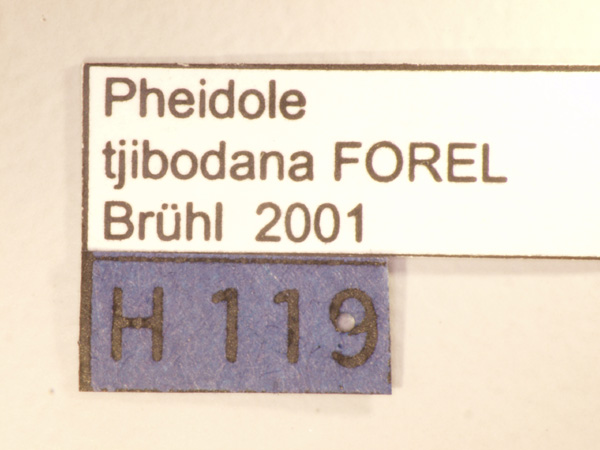 Pheidole
tjibodana FOREL
Brühl 2001
H 119